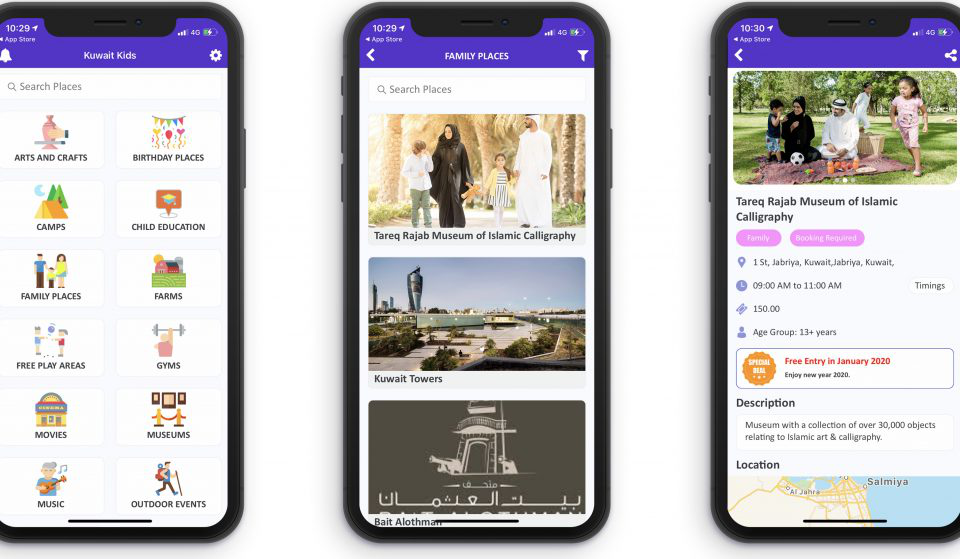 10:29
4G
App Store
Kuwait Kids
Search Places
ARTS AND CRAFTS
BIRTHDAY PLACES
CAMPS
CHILD EDUCATION
FAMILY PLACES
FARMS
FREE PLAY AREAS
GYMS
CINEMA
MOVIES
MUSEUMS
MUSIC
OUTDOOR EVENTS
10:29
4G
App Store
FAMILY PLACES
Search Places
Tareq Rajab Museum of Islamic Calligraphy
Kuwait Towers
متحف
بيت العثمان
BAIT ALOTHMAN
Bait Alothman
10:30
4G
App Store
Tareq Rajab Museum of Islamic
Calligraphy
Family
Booking Required
1 St, Jabriya, Kuwait,Jabriya, Kuwait,
09:00 AM to 11:00 AM
Timings
150.00
Age Group: 13+ years
SPECIAL
DEAL
Free Entry in January 2020
Enjoy new year 2020.
Description
Museum with a collection of over 30,000 objects
relating to Islamic art & calligraphy.
Location
Salmiya
Al Jahra